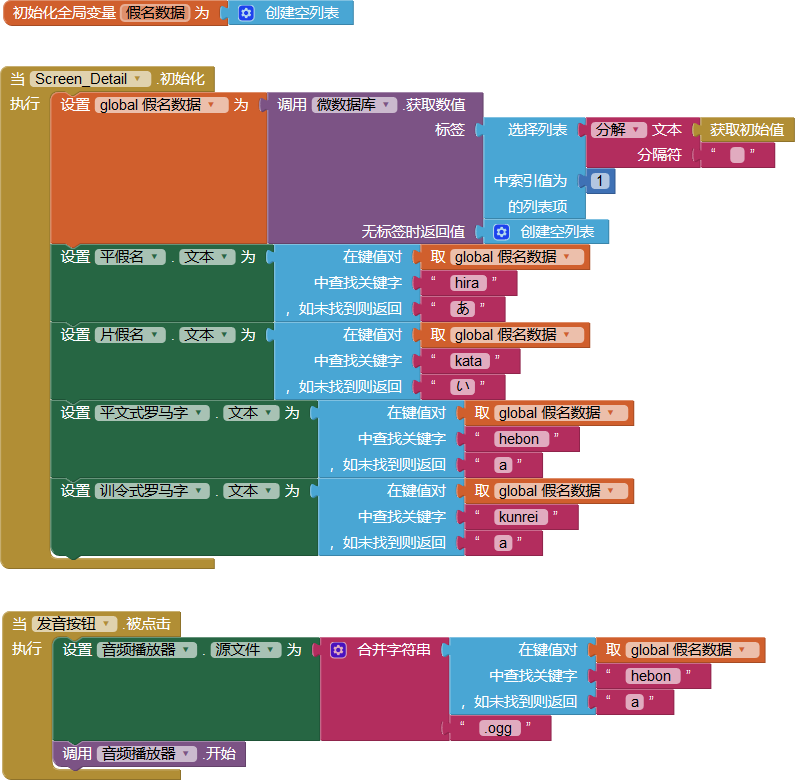 初始化全局变量 假名数据 为 创建空列表
当 Screen_Detail .初始化
执行 设置 global 假名数据 为 调用 微数据库 .获取数值
标签 选择列表 分解 文本 获取初始值
分隔符 “ ”
中索引值为 1
的列表项
无标签时返回值 创建空列表
设置 平假名 . 文本 为 在键值对 取 global 假名数据
中查找关键字 “ hira ”
，如未找到则返回 “ あ ”
设置 片假名 . 文本 为 在键值对 取 global 假名数据
中查找关键字 “ kata ”
，如未找到则返回 “ い ”
设置 平文式罗马字 . 文本 为 在键值对 取 global 假名数据
中查找关键字 “ hebon ”
，如未找到则返回 “ a ”
设置 训令式罗马字 . 文本 为 在键值对 取 global 假名数据
中查找关键字 “ kunrei ”
，如未找到则返回 “ a ”
当 发音按钮 .被点击
执行 设置 音频播放器 . 源文件 为 合并字符串 在键值对 取 global 假名数据
中查找关键字 “ hebon ”
，如未找到则返回 “ a ”
“ .ogg ”
调用 音频播放器 .开始